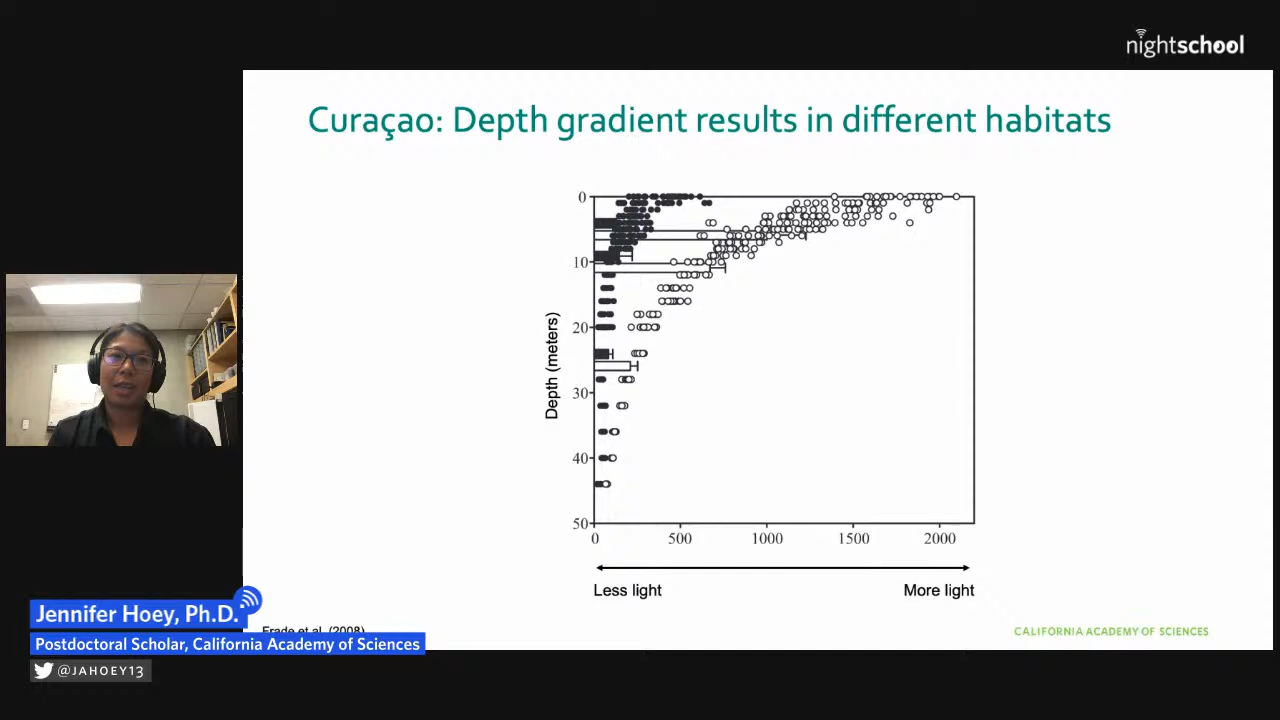 nightschool
Curaçao: Depth gradient results in different habitats
Depth (meters)
0
10
20
30
40
50
0 500 1000 1500 2000
Less light More light
Jennifer Hoey, Ph.D.
Frade et al. (2008)
CALIFORNIA ACADEMY OF SCIENCES
Postdoctoral Scholar, California Academy of Sciences
@JAHOEY13